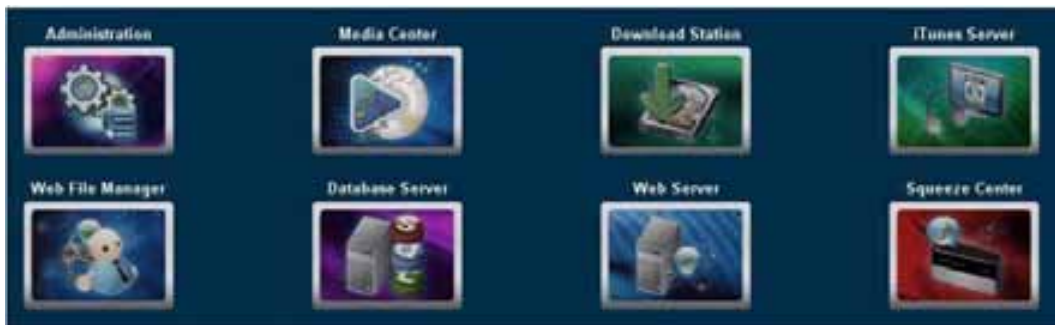 Administration
Media Center
Download Station
iTunes Server
Web File Manager
Database Server
Web Server
Squeeze Center